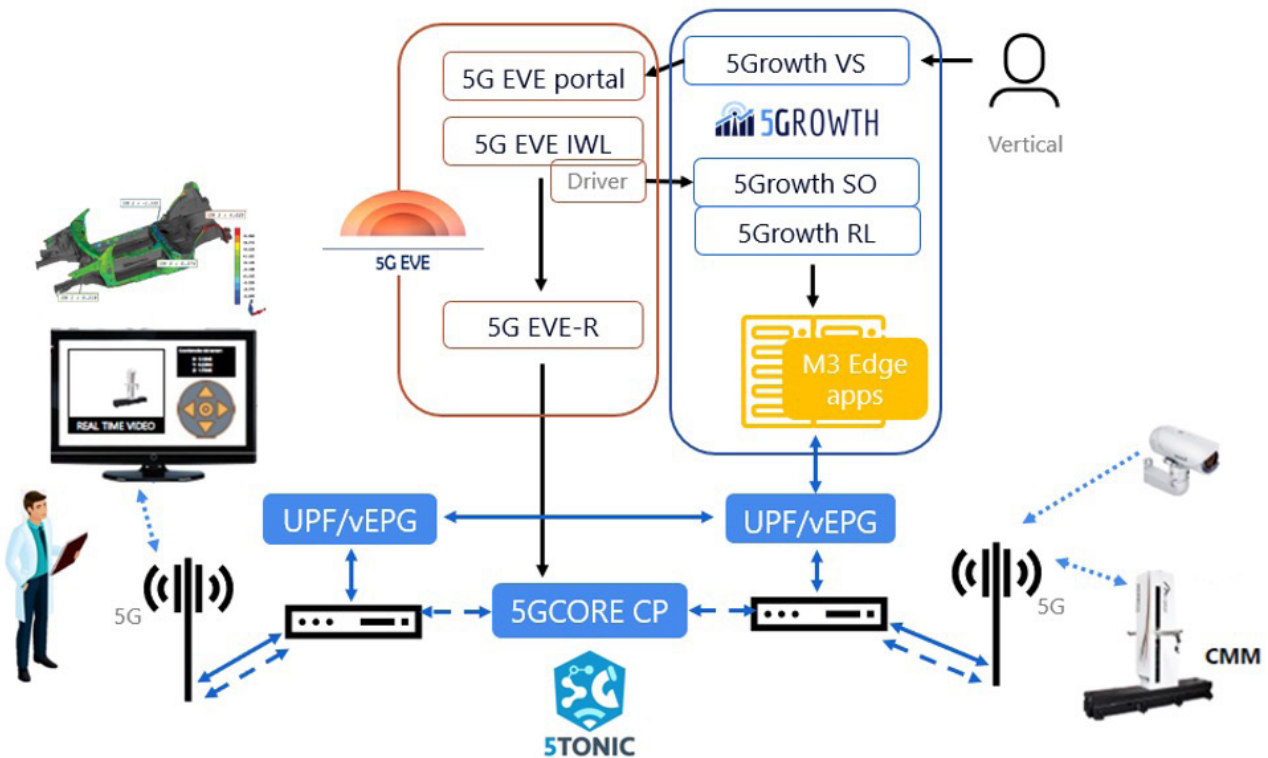 5G EVE portal
5Growth VS
5GROWTH
Vertical
5G EVE IWL
Driver
5Growth SO
5Growth RL
5G EVE
5G EVE-R
M3 Edge
apps
REAL TIME VIDEO
UPF/vEPG
UPF/vEPG
5G
5GCORE CP
5G
CMM
5TONIC